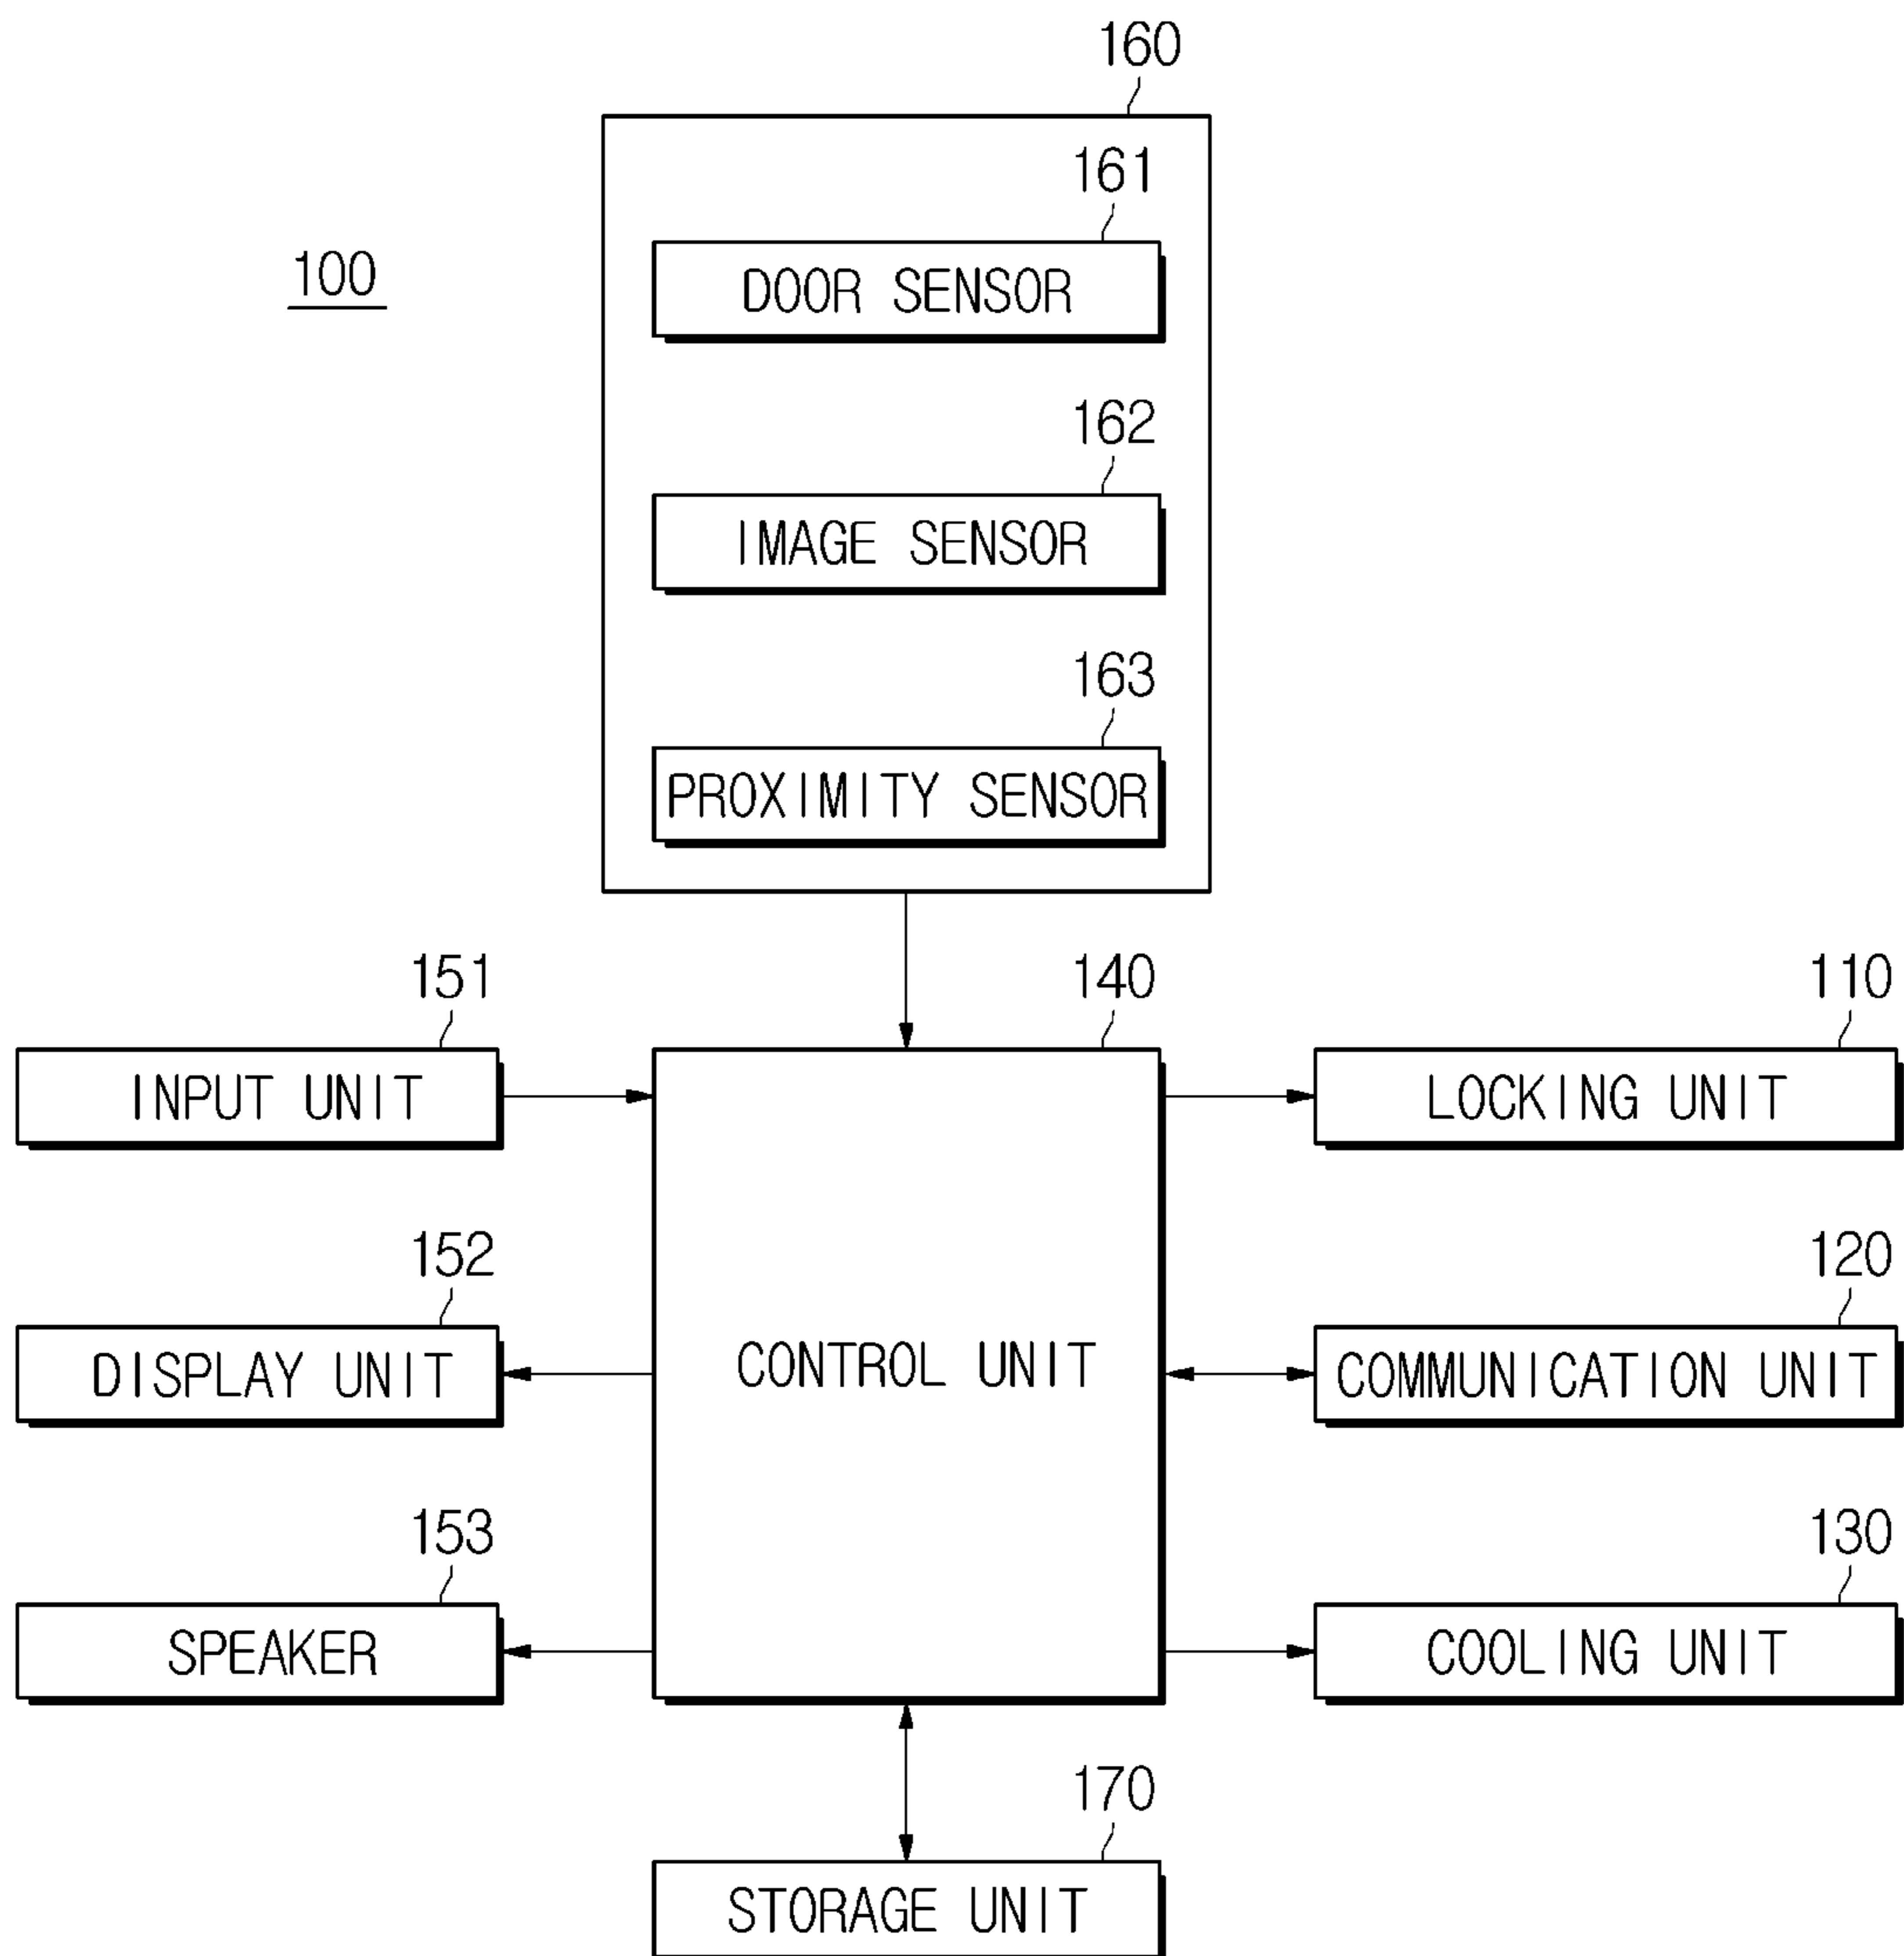 160
161
100
DOOR SENSOR
162
IMAGE SENSOR
163
PROXIMITY SENSOR
151
140
110
INPUT UNIT
LOCKING UNIT
152
120
DISPLAY UNIT
CONTROL UNIT
COMMUNICATION UNIT
153
130
SPEAKER
COOLING UNIT
170
STORAGE UNIT